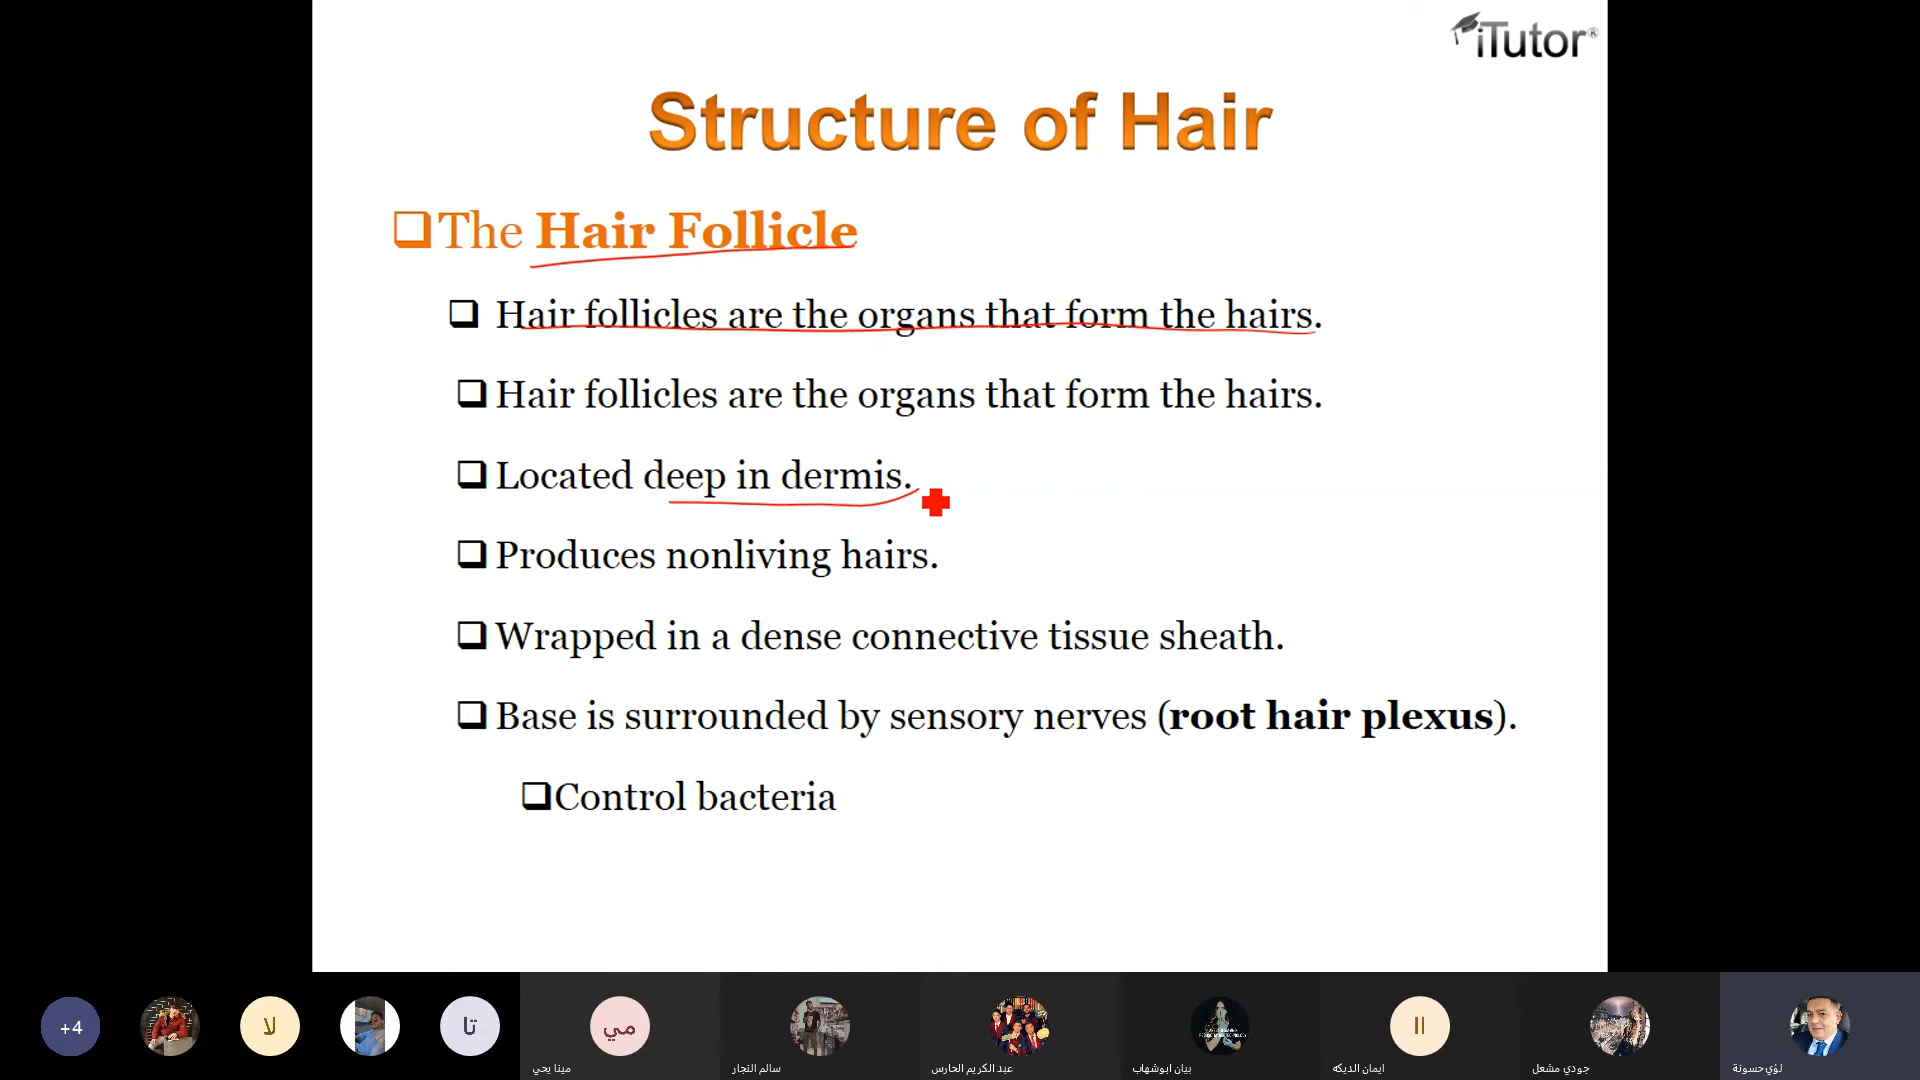 iTutor®
Structure of Hair
The Hair Follicle
Hair follicles are the organs that form the hairs.
Hair follicles are the organs that form the hairs.
Located deep in dermis.
Produces nonliving hairs.
Wrapped in a dense connective tissue sheath.
Base is surrounded by sensory nerves (root hair plexus).
Control bacteria
+4
لا
تا
مي
اا
مينا يحي
سالم النجار
عبد الكريم الحارس
بيان ابوشهاب
ايمان الديكه
جودي مشعل
لؤي حسونة